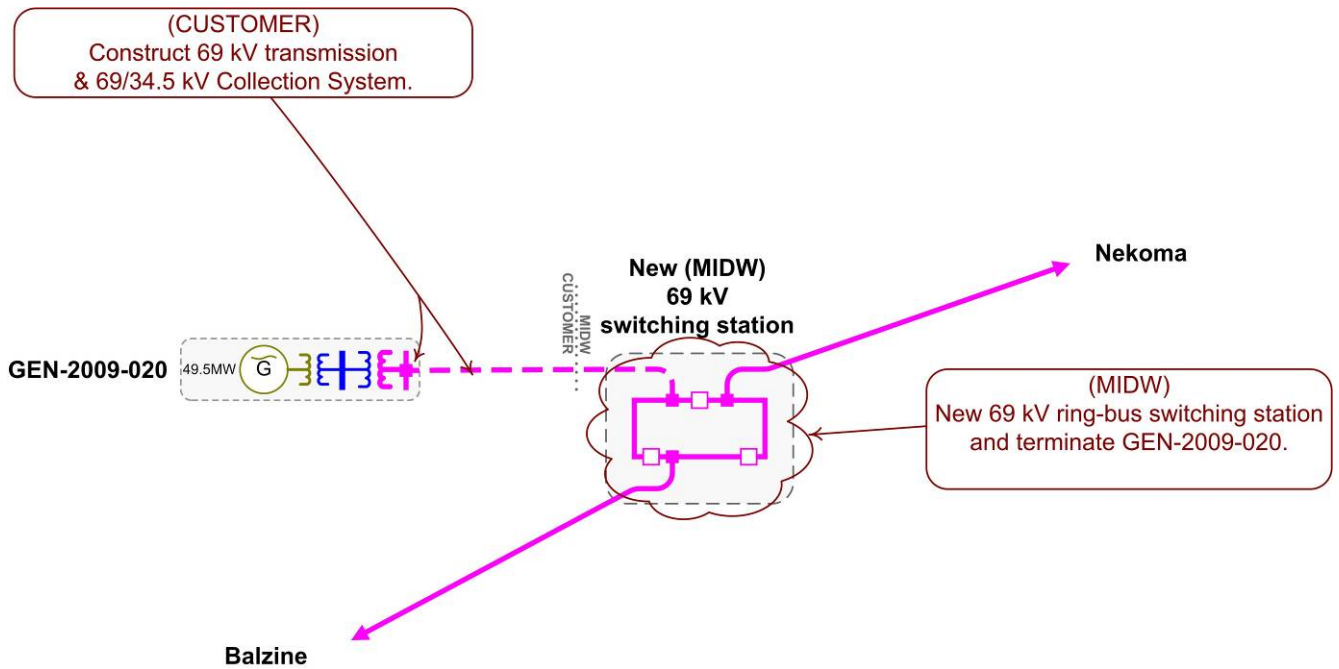 (CUSTOMER)
Construct 69 kV transmission
& 69/34.5 kV Collection System.
New (MIDW)
69 kV
switching station
Nekoma
CUSTOMER
MIDW
GEN-2009-020
49.5MW
G
(MIDW)
New 69 kV ring-bus switching station
and terminate GEN-2009-020.
Balzine